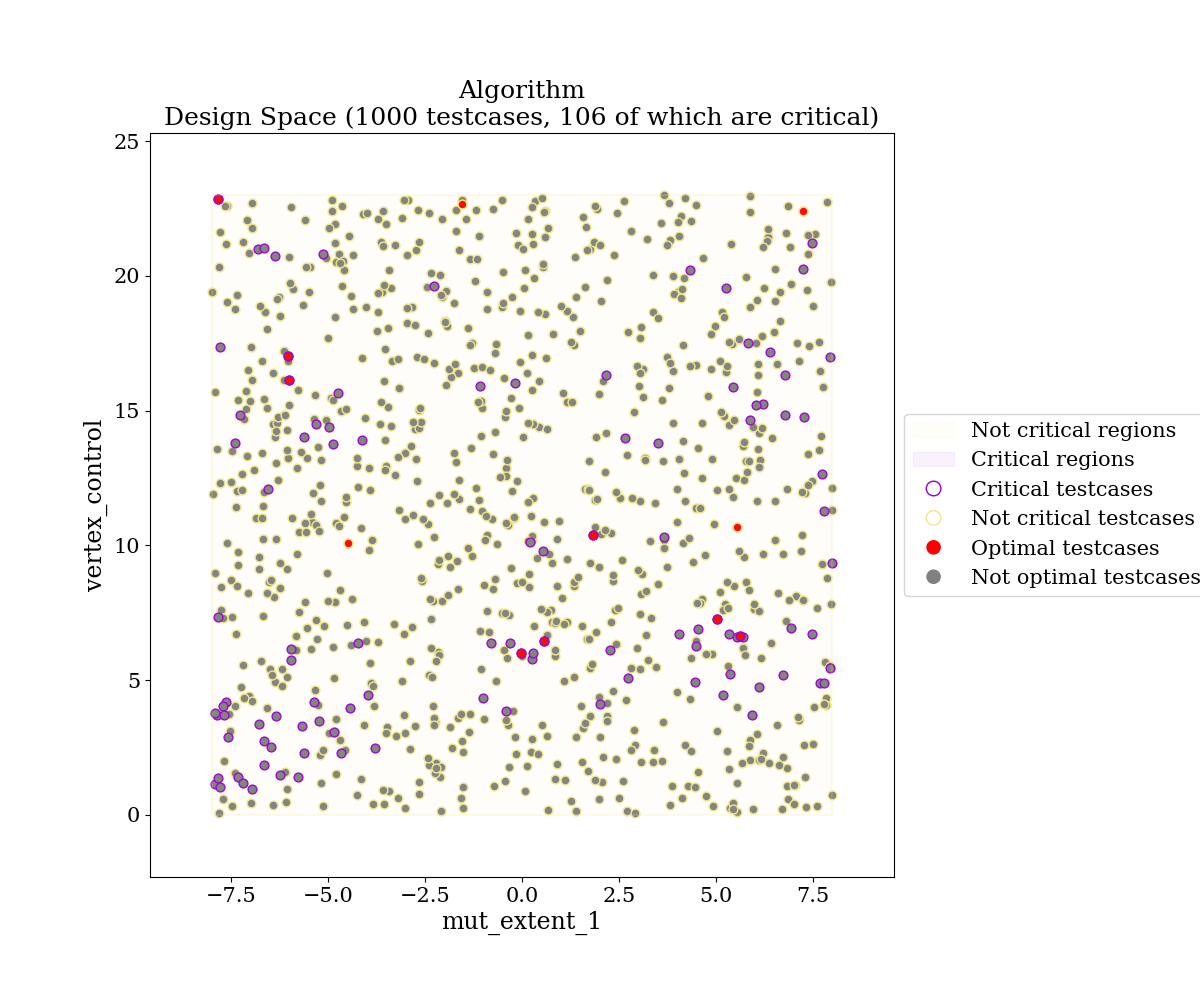 Algorithm
Design Space (1000 testcases, 106 of which are critical)
25
20
15
10
5
0
vertex_control
−7.5
−5.0
−2.5
0.0
2.5
5.0
7.5
mut_extent_1
Not critical regions
Critical regions
Critical testcases
Not critical testcases
Optimal testcases
Not optimal testcases